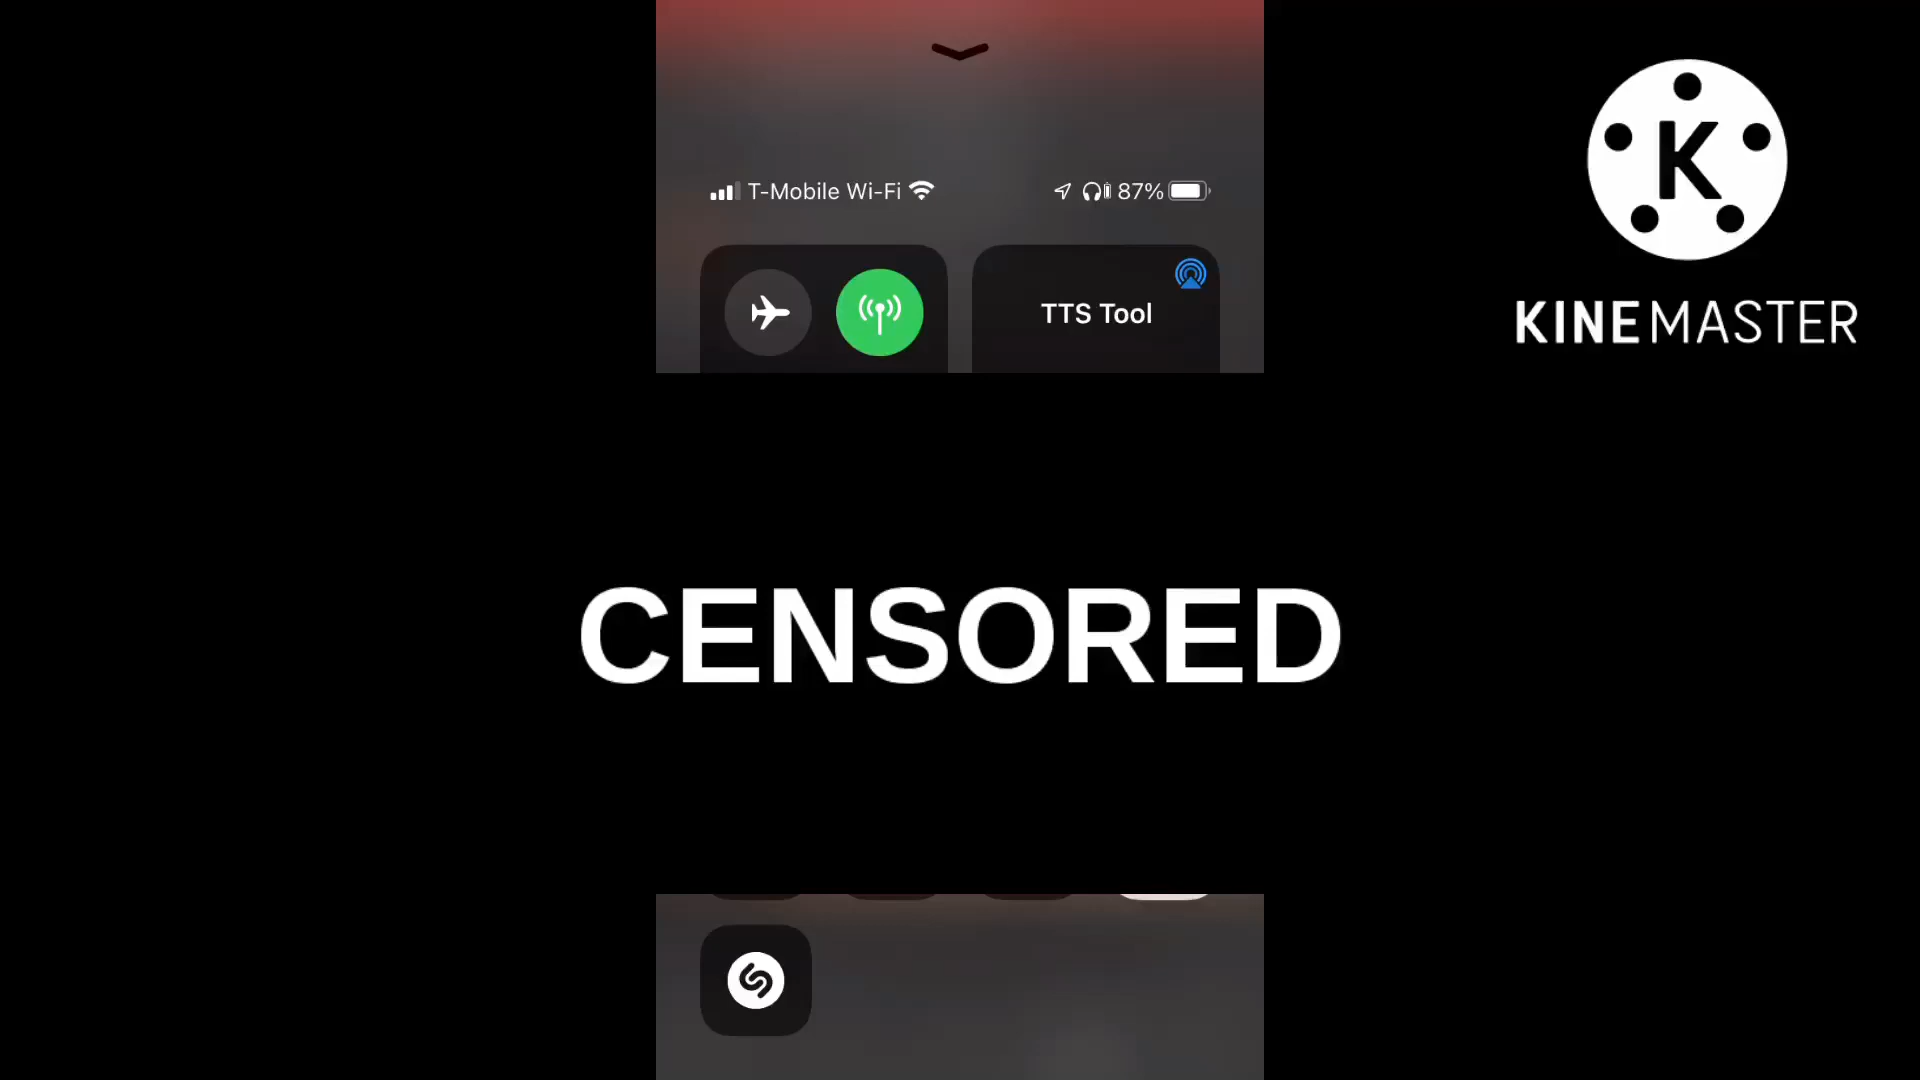 T-Mobile Wi-Fi 87%
TTS Tool
K
KINEMASTER
CENSORED